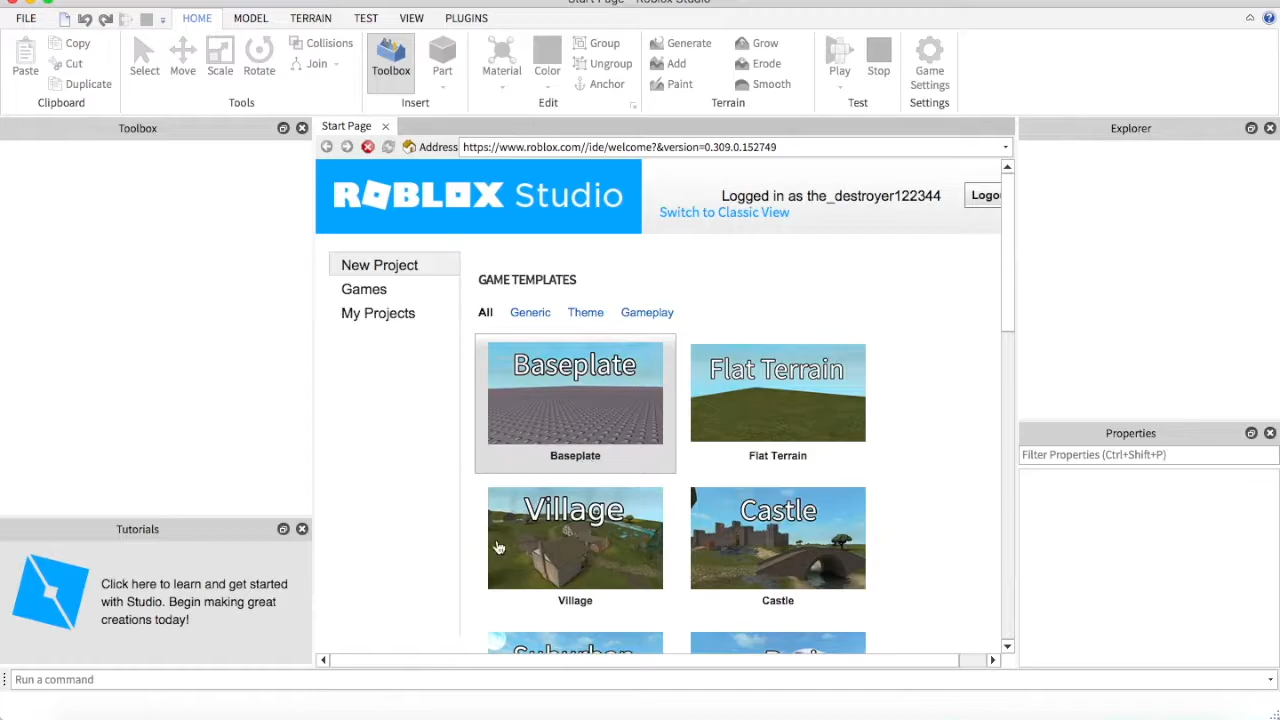 Start Page - Roblox Studio
FILE HOME MODEL TERRAIN TEST VIEW PLUGINS
Paste Copy Cut Duplicate
Clipboard
Select Move Scale Rotate Collisions Join
Tools
Toolbox Part
Insert
Material Color Group Ungroup Anchor
Edit
Generate Add Paint Grow Erode Smooth
Terrain
Play Stop
Test
Game
Settings
Settings
Toolbox
Start Page
Explorer
Address https://www.roblox.com//ide/welcome?&version=0.309.0.152749
ROBLOX Studio
Logged in as the_destroyer122344
Logo
Switch to Classic View
New Project
Games
My Projects
GAME TEMPLATES
All Generic Theme Gameplay
Baseplate
Baseplate
Flat Terrain
Flat Terrain
Village
Village
Castle
Castle
Suburban
Properties
Filter Properties (Ctrl+Shift+P)
Tutorials
Click here to learn and get started
with Studio. Begin making great
creations today!
Run a command